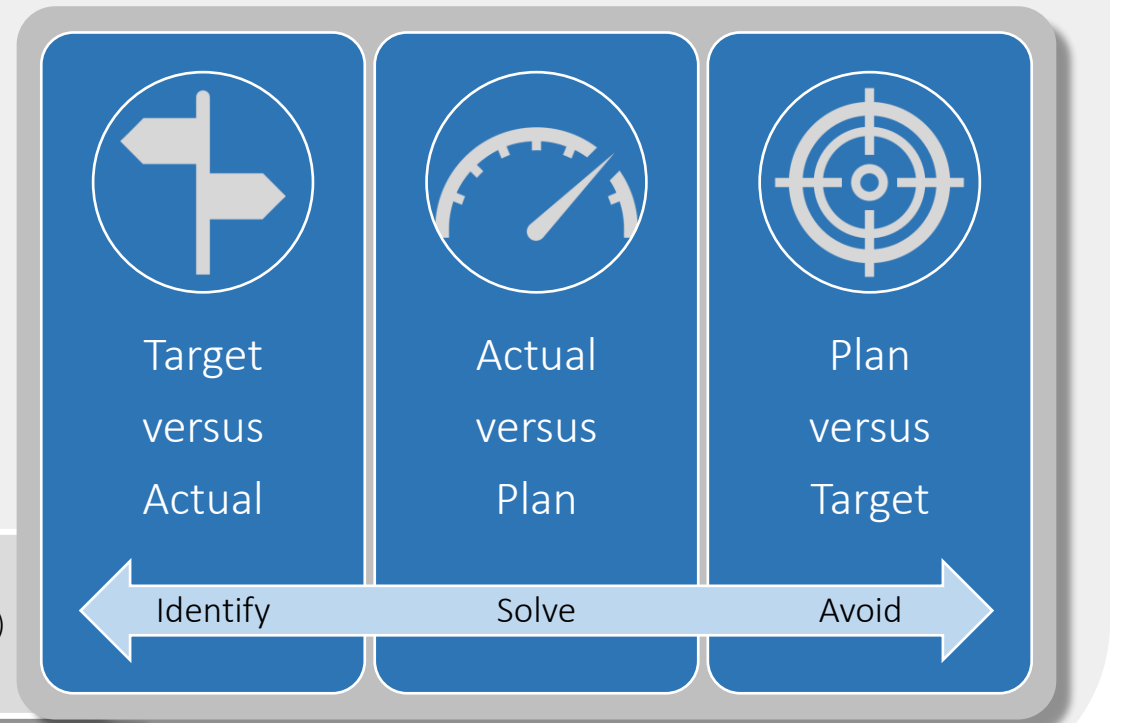 Target
versus
Actual
Actual
versus
Plan
Plan
versus
Target
Identify
Solve
Avoid
)